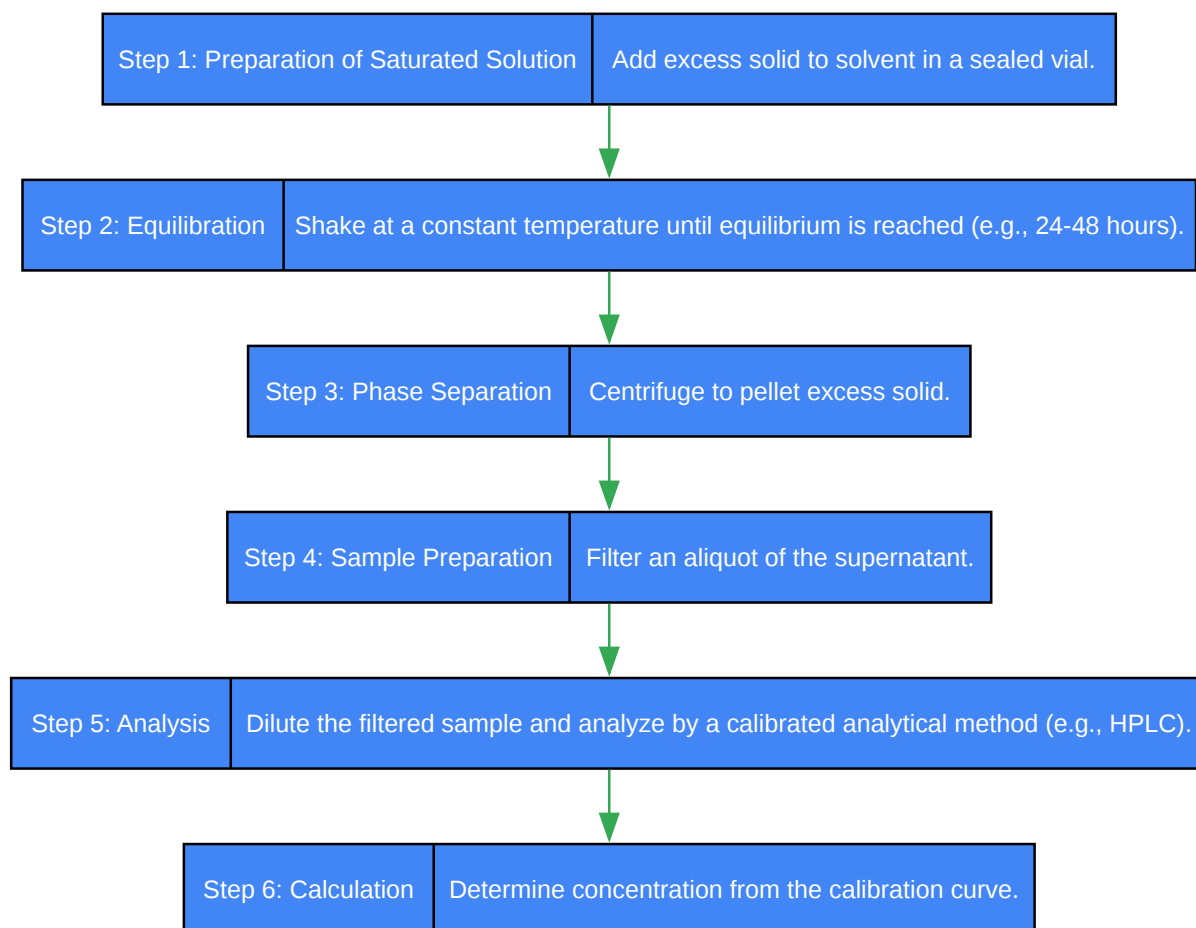 Step 1: Preparation of Saturated Solution
Add excess solid to solvent in a sealed vial.
Step 2: Equilibration
Shake at a constant temperature until equilibrium is reached (e.g., 24-48 hours).
Step 3: Phase Separation
Centrifuge to pellet excess solid.
Step 4: Sample Preparation
Filter an aliquot of the supernatant.
Step 5: Analysis
Dilute the filtered sample and analyze by a calibrated analytical method (e.g., HPLC).
Step 6: Calculation
Determine concentration from the calibration curve.